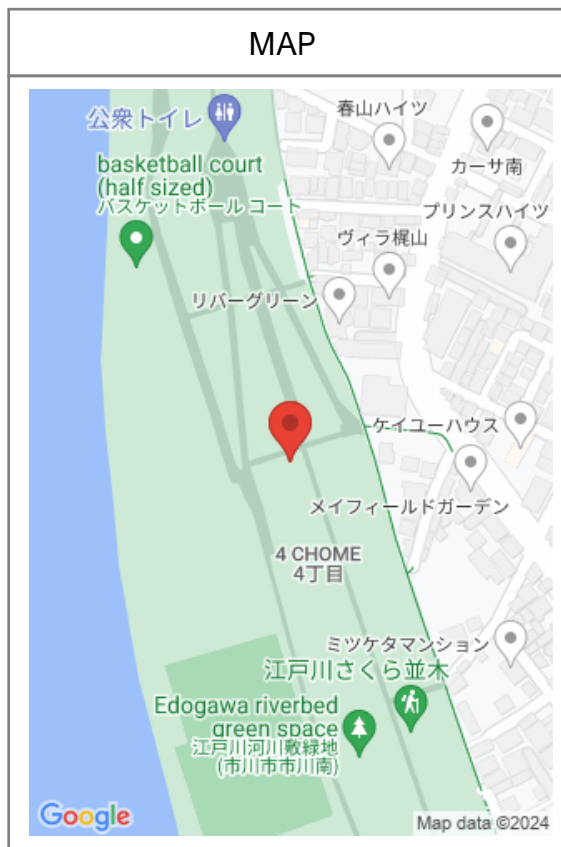 MAP
公衆トイレ
春山ハイツ
カーサ南
basketball court
(half sized)
バスケットボール コート
プリンスハイツ
ヴィラ梶山
リバーグリーン
ケイユーハウス
メイフィールドガーデン
4 CHOME
4丁目
ミツケタマンション
江戸川さくら並木
Edogawa riverbed
green space
江戸川河川敷緑地
(市川市市川南)
Google
Map data ©2024